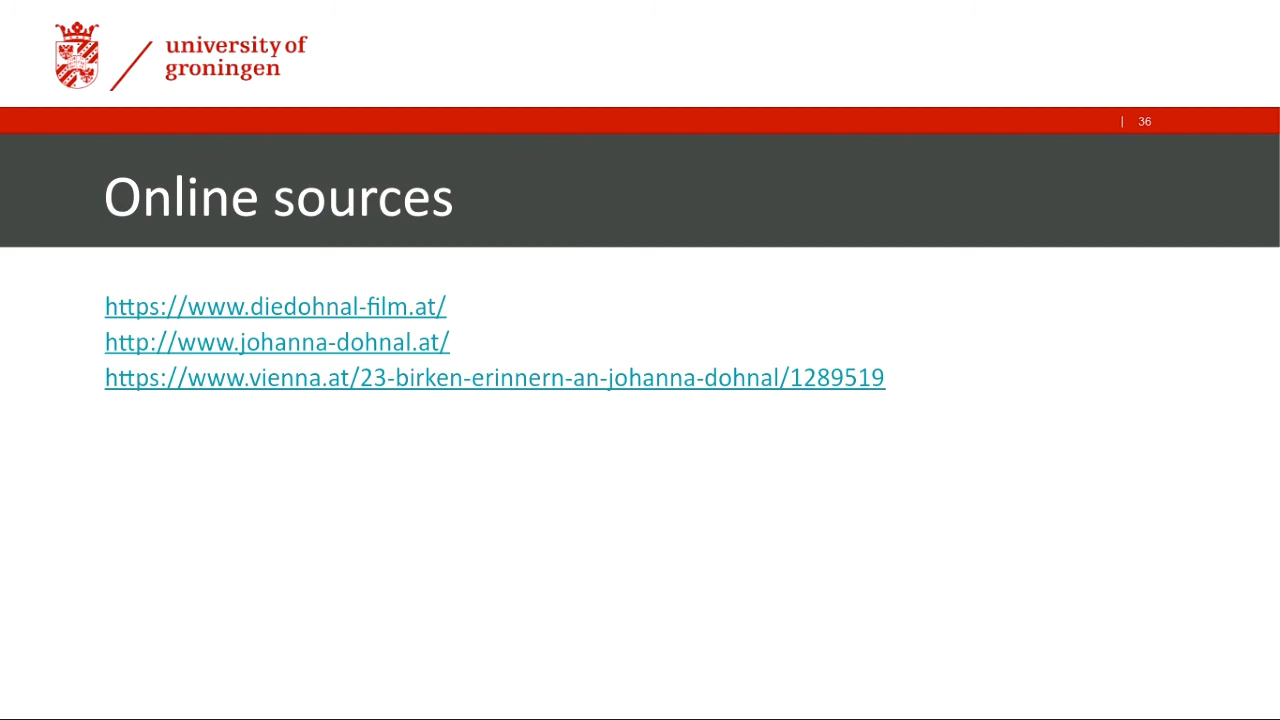 university of
groningen
| 36
Online sources
https://www.diedohnal-film.at/
http://www.johanna-dohnal.at/
https://www.vienna.at/23-birken-erinnern-an-johanna-dohnal/1289519